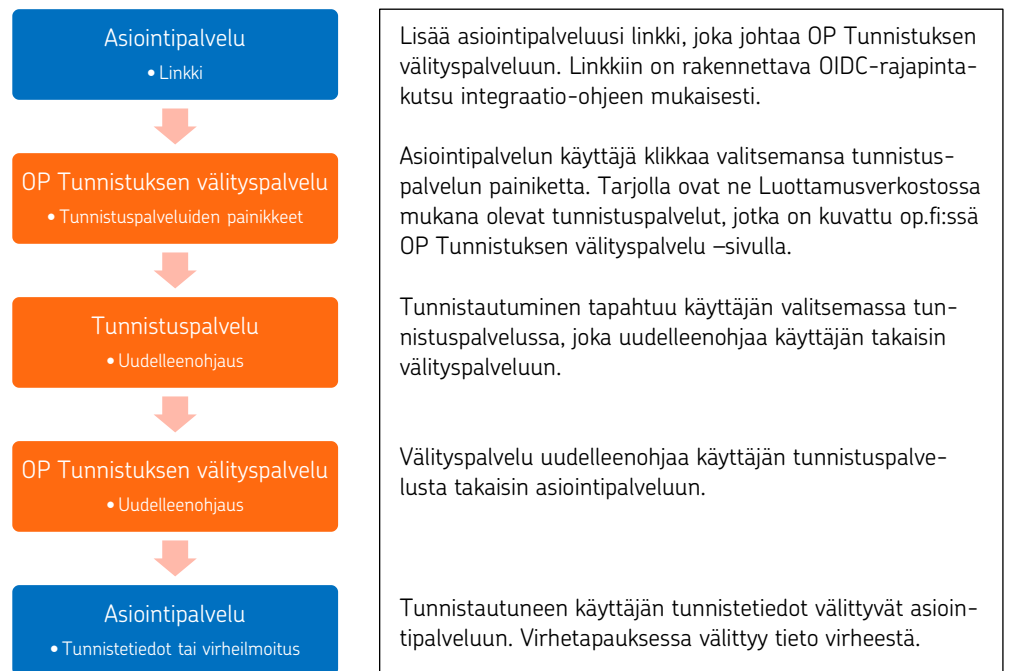 Asiointipalvelu
• Linkki
Lisää asiointipalveluusi linkki, joka johtaa OP Tunnistuksen
välityspalveluun. Linkkiin on rakennettava OIDC-rajapinta-
kutsu integraatio-ohjeen mukaisesti.
OP Tunnistuksen välityspalvelu
• Tunnistuspalveluiden painikkeet
Asiointipalvelun käyttäjä klikkaa valitsemansa tunnistus-
palvelun painiketta. Tarjolla ovat ne Luottamusverkostossa
mukana olevat tunnistuspalvelut, jotka on kuvattu op.fi:ssä
OP Tunnistuksen välityspalvelu –sivulla.
Tunnistuspalvelu
• Uudelleenohjaus
Tunnistautuminen tapahtuu käyttäjän valitsemassa tun-
nistuspalvelussa, joka uudelleenohjaa käyttäjän takaisin
välityspalveluun.
OP Tunnistuksen välityspalvelu
• Uudelleenohjaus
Välityspalvelu uudelleenohjaa käyttäjän tunnistuspalve-
lusta takaisin asiointipalveluun.
Asiointipalvelu
• Tunnistetiedot tai virheilmoitus
Tunnistautuneen käyttäjän tunnistetiedot välittyvät asioin-
tipalveluun. Virhetapauksessa välittyy tieto virheestä.